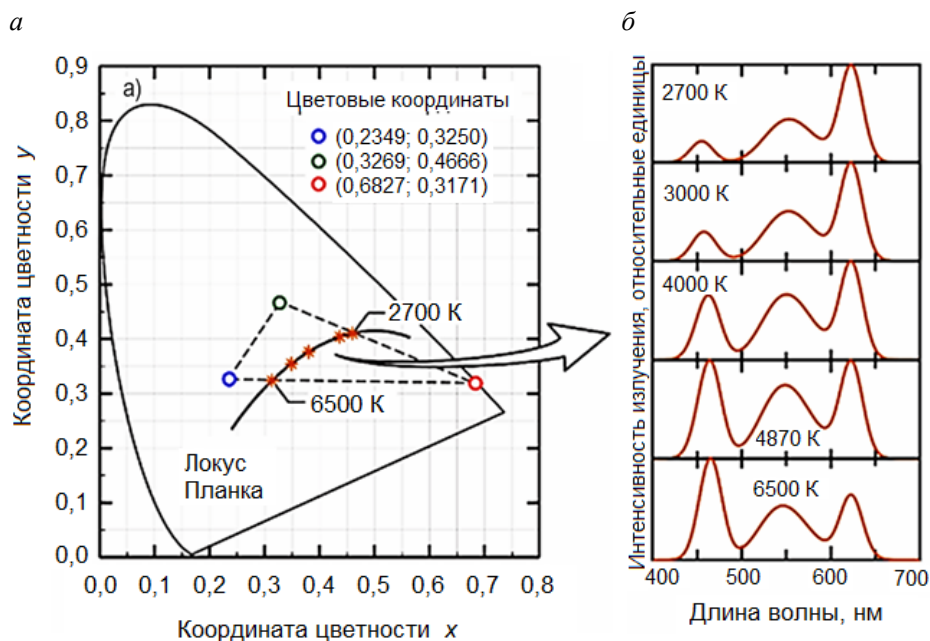 а
б
а)
Цветовые координаты
(0,2349; 0,3250)
(0,3269; 0,4666)
(0,6827; 0,3171)
2700 К
6500 К
Локус
Планка
0,9
0,8
0,7
0,6
0,5
0,4
0,3
0,2
0,1
0,0
0,0 0,1 0,2 0,3 0,4 0,5 0,6 0,7 0,8
Координата цветности y
Координата цветности x
2700 К
3000 К
4000 К
4870 К
6500 К
400 500 600 700
Интенсивность излучения, относительные единицы
Длина волны, нм